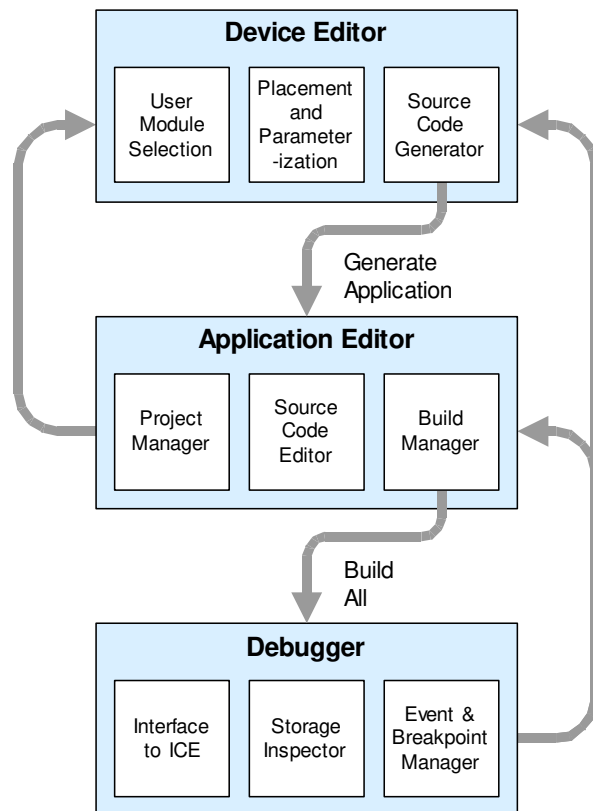 Device Editor
User
Module
Selection
Placement
and
Parameter
-ization
Source
Code
Generator
Generate
Application
Application Editor
Project
Manager
Source
Code
Editor
Build
Manager
Build
All
Debugger
Interface
to ICE
Storage
Inspector
Event &
Breakpoint
Manager